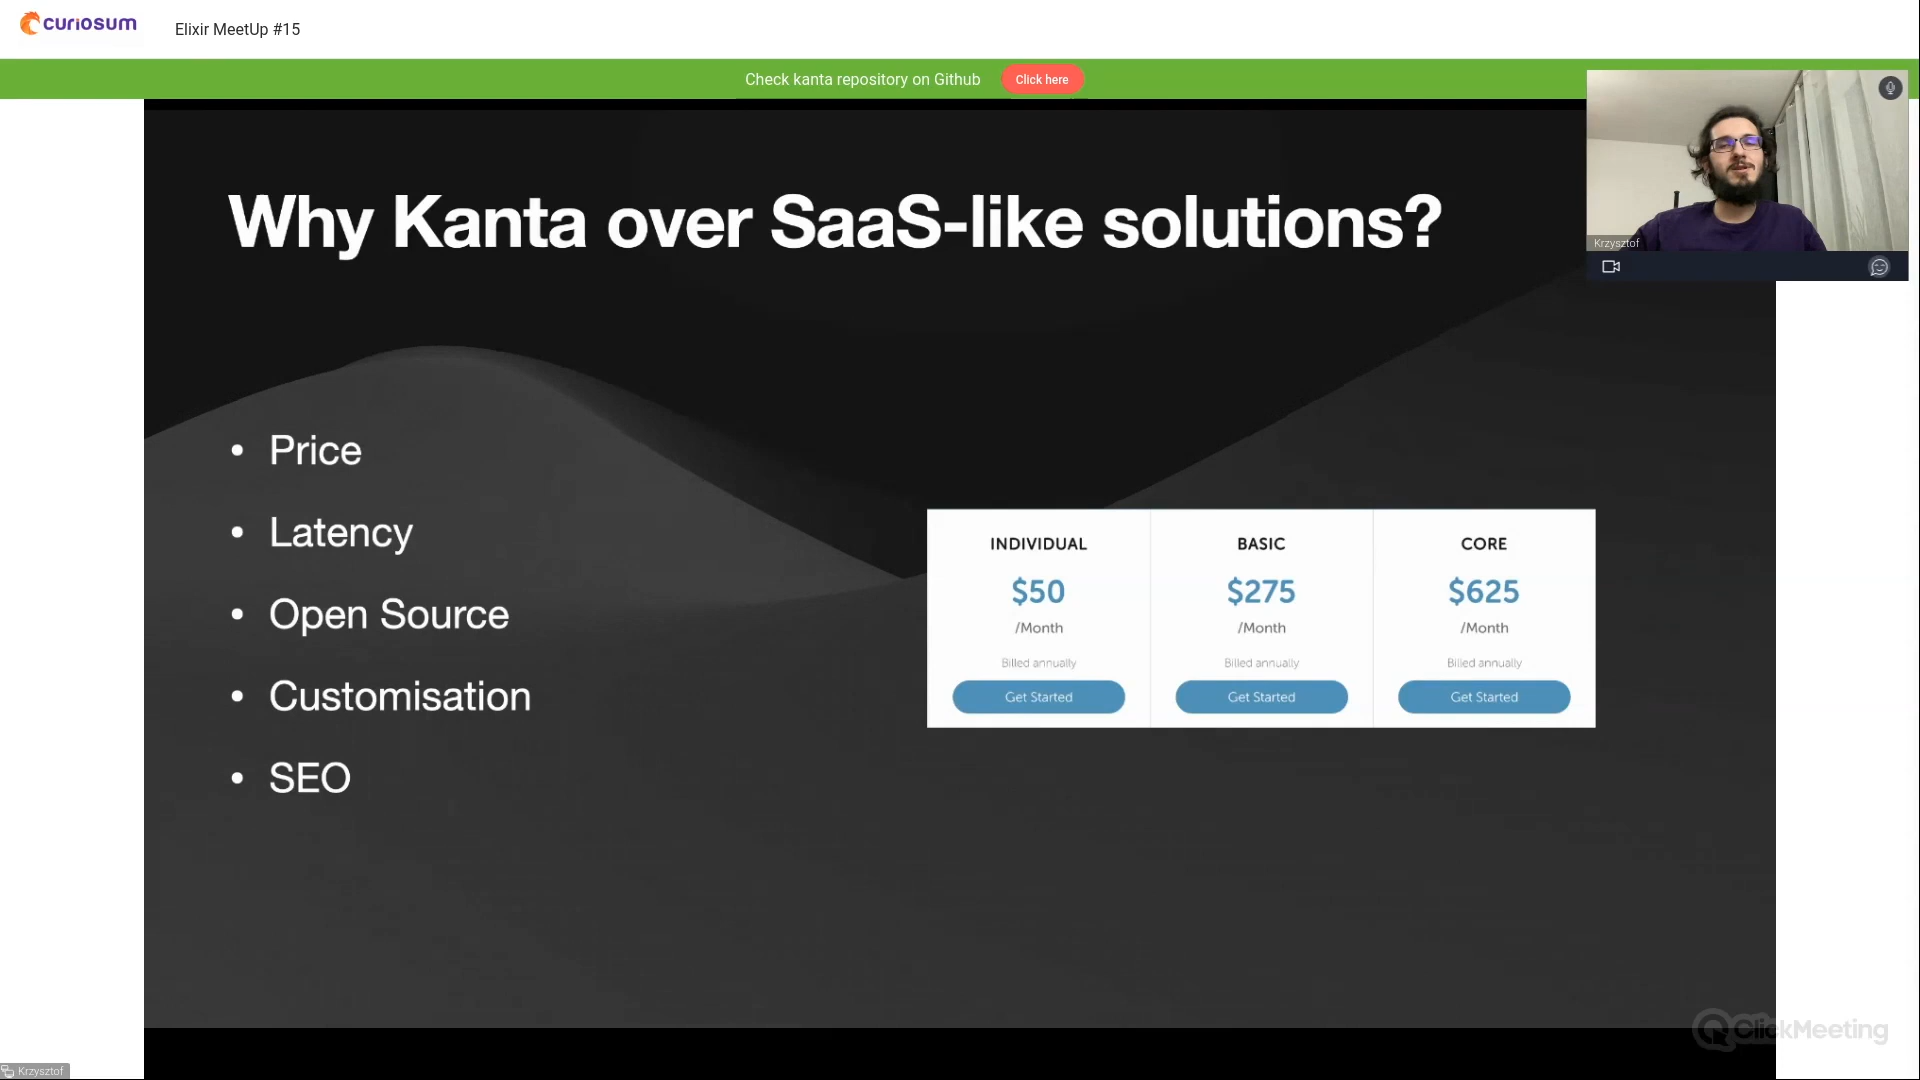 curiosum
Elixir MeetUp #15
Check kanta repository on Github
Click here
Krzysztof
Why Kanta over SaaS-like solutions?
• Price
• Latency
• Open Source
• Customisation
• SEO
INDIVIDUAL
$50
/Month
Billed annually
Get Started
BASIC
$275
/Month
Billed annually
Get Started
CORE
$625
/Month
Billed annually
Get Started
ClickMeeting
Krzysztof